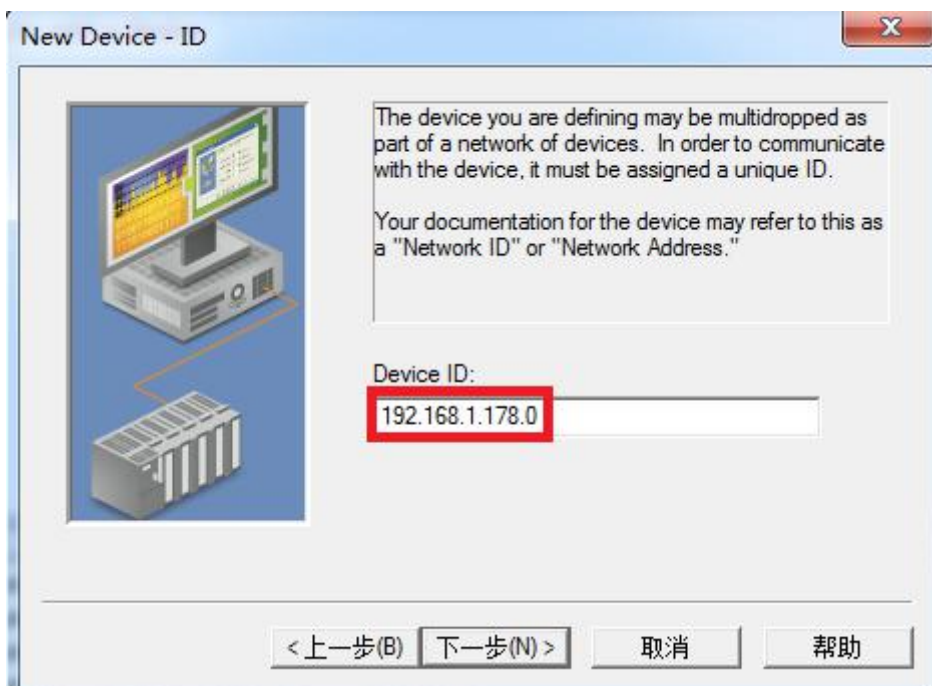 New Device - ID
The device you are defining may be multidropped as
part of a network of devices. In order to communicate
with the device, it must be assigned a unique ID.
Your documentation for the device may refer to this as
a "Network ID" or "Network Address."
Device ID:
192.168.1.178.0
<上一步(B) 下一步(N)> 取消 帮助